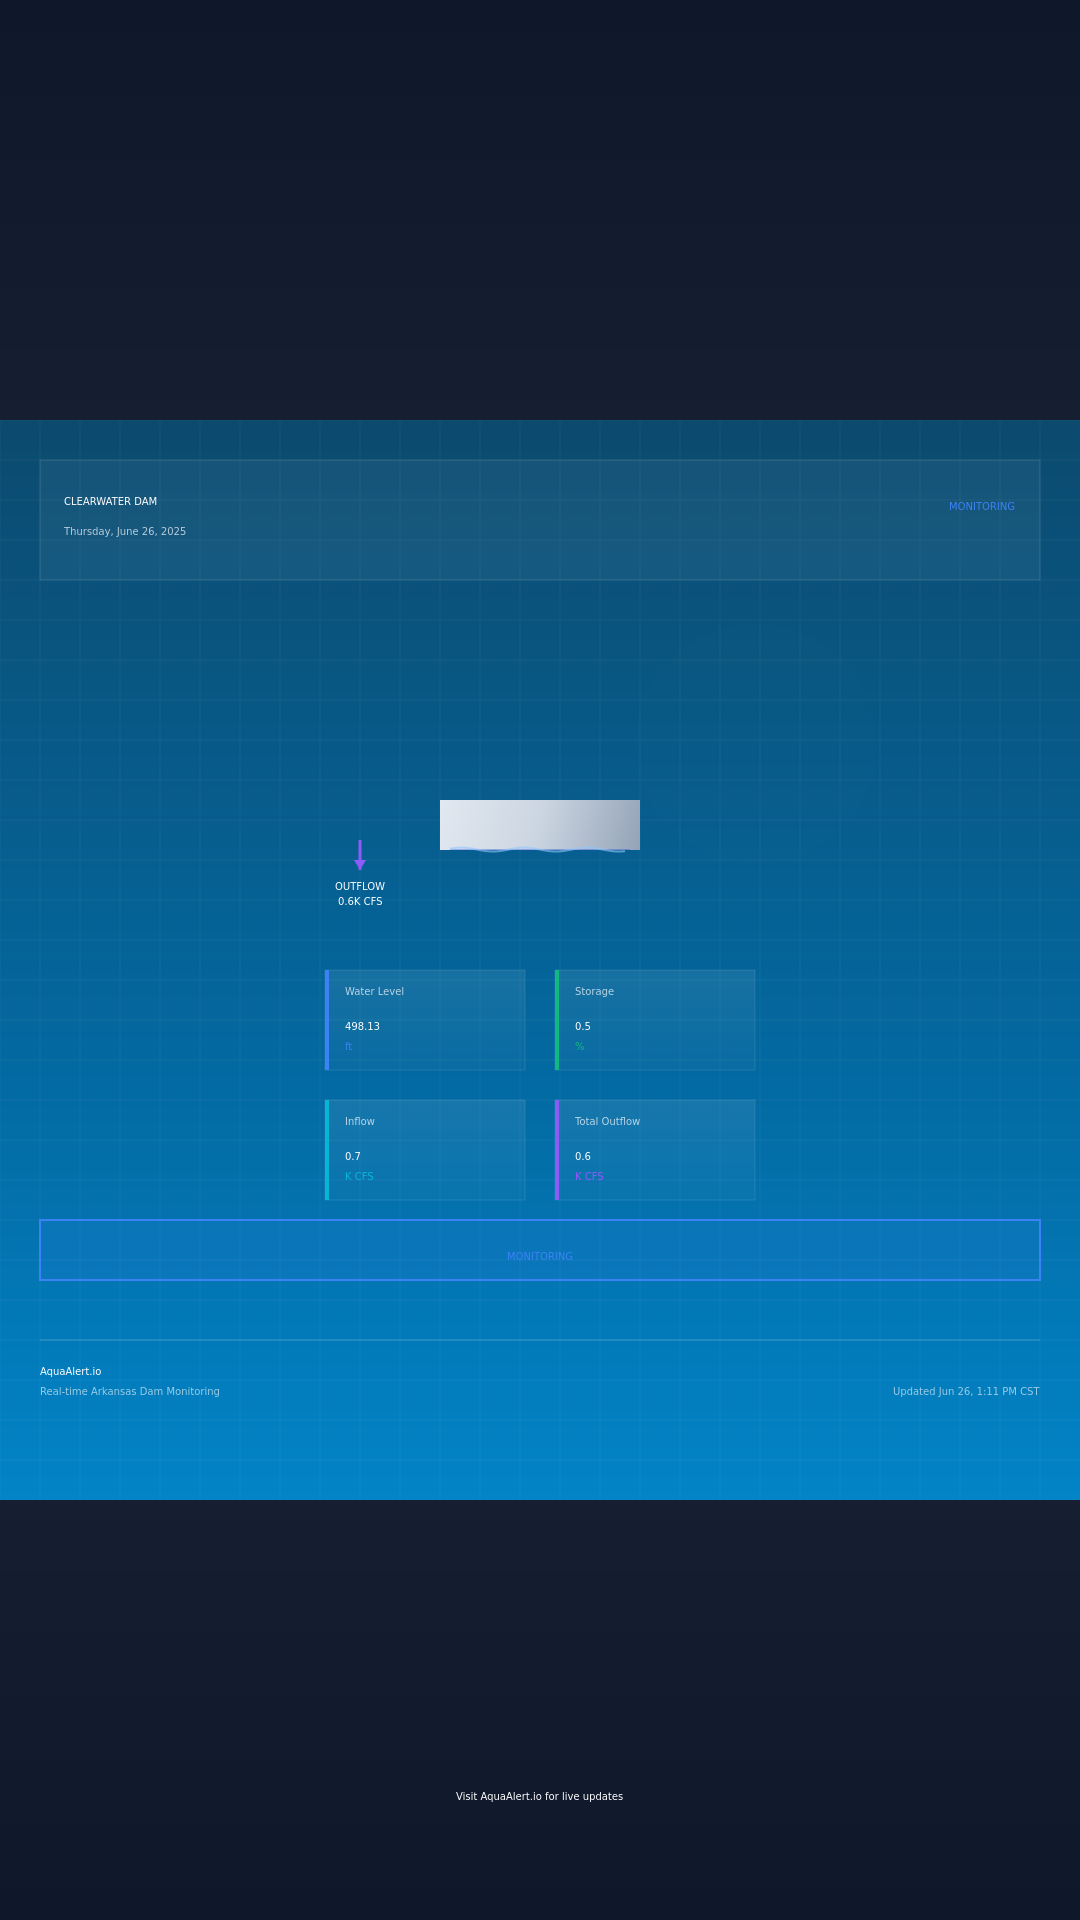 CLEARWATER DAM
MONITORING
Thursday, June 26, 2025
OUTFLOW
0.6K CFS
Water Level
498.13
ft
Storage
0.5
%
Inflow
0.7
K CFS
Total Outflow
0.6
K CFS
MONITORING
AquaAlert.io
Real-time Arkansas Dam Monitoring
Updated Jun 26, 1:11 PM CST
Visit AquaAlert.io for live updates